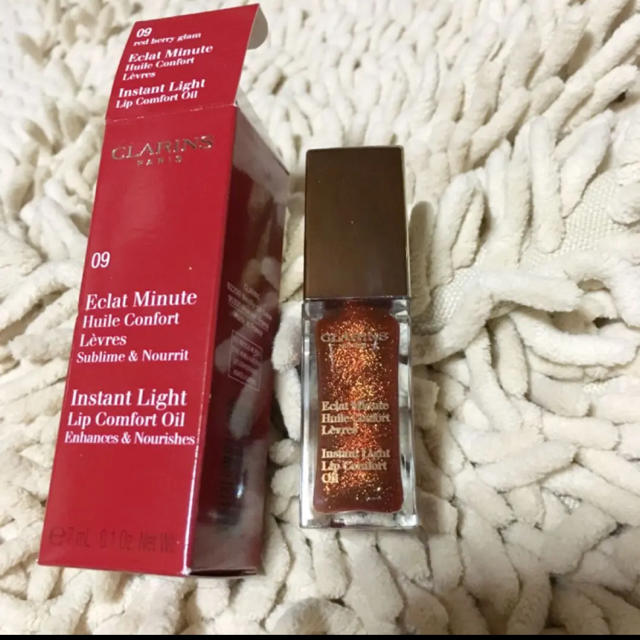 09
red berry glam
Eclat Minute
Huile Confort
Lèvres
Instant Light
Lip Comfort Oil
CLARINS
PARIS
09
Eclat Minute
Huile Confort
Lèvres
Sublime & Nourrit
Instant Light
Lip Comfort Oil
Enhances & Nourishes
℮7 mL 0.1 Oz Net Wt.
CLARINS
Eclat Minute
Huile Confort
Lèvres
Instant Light
Lip Comfort
Oil